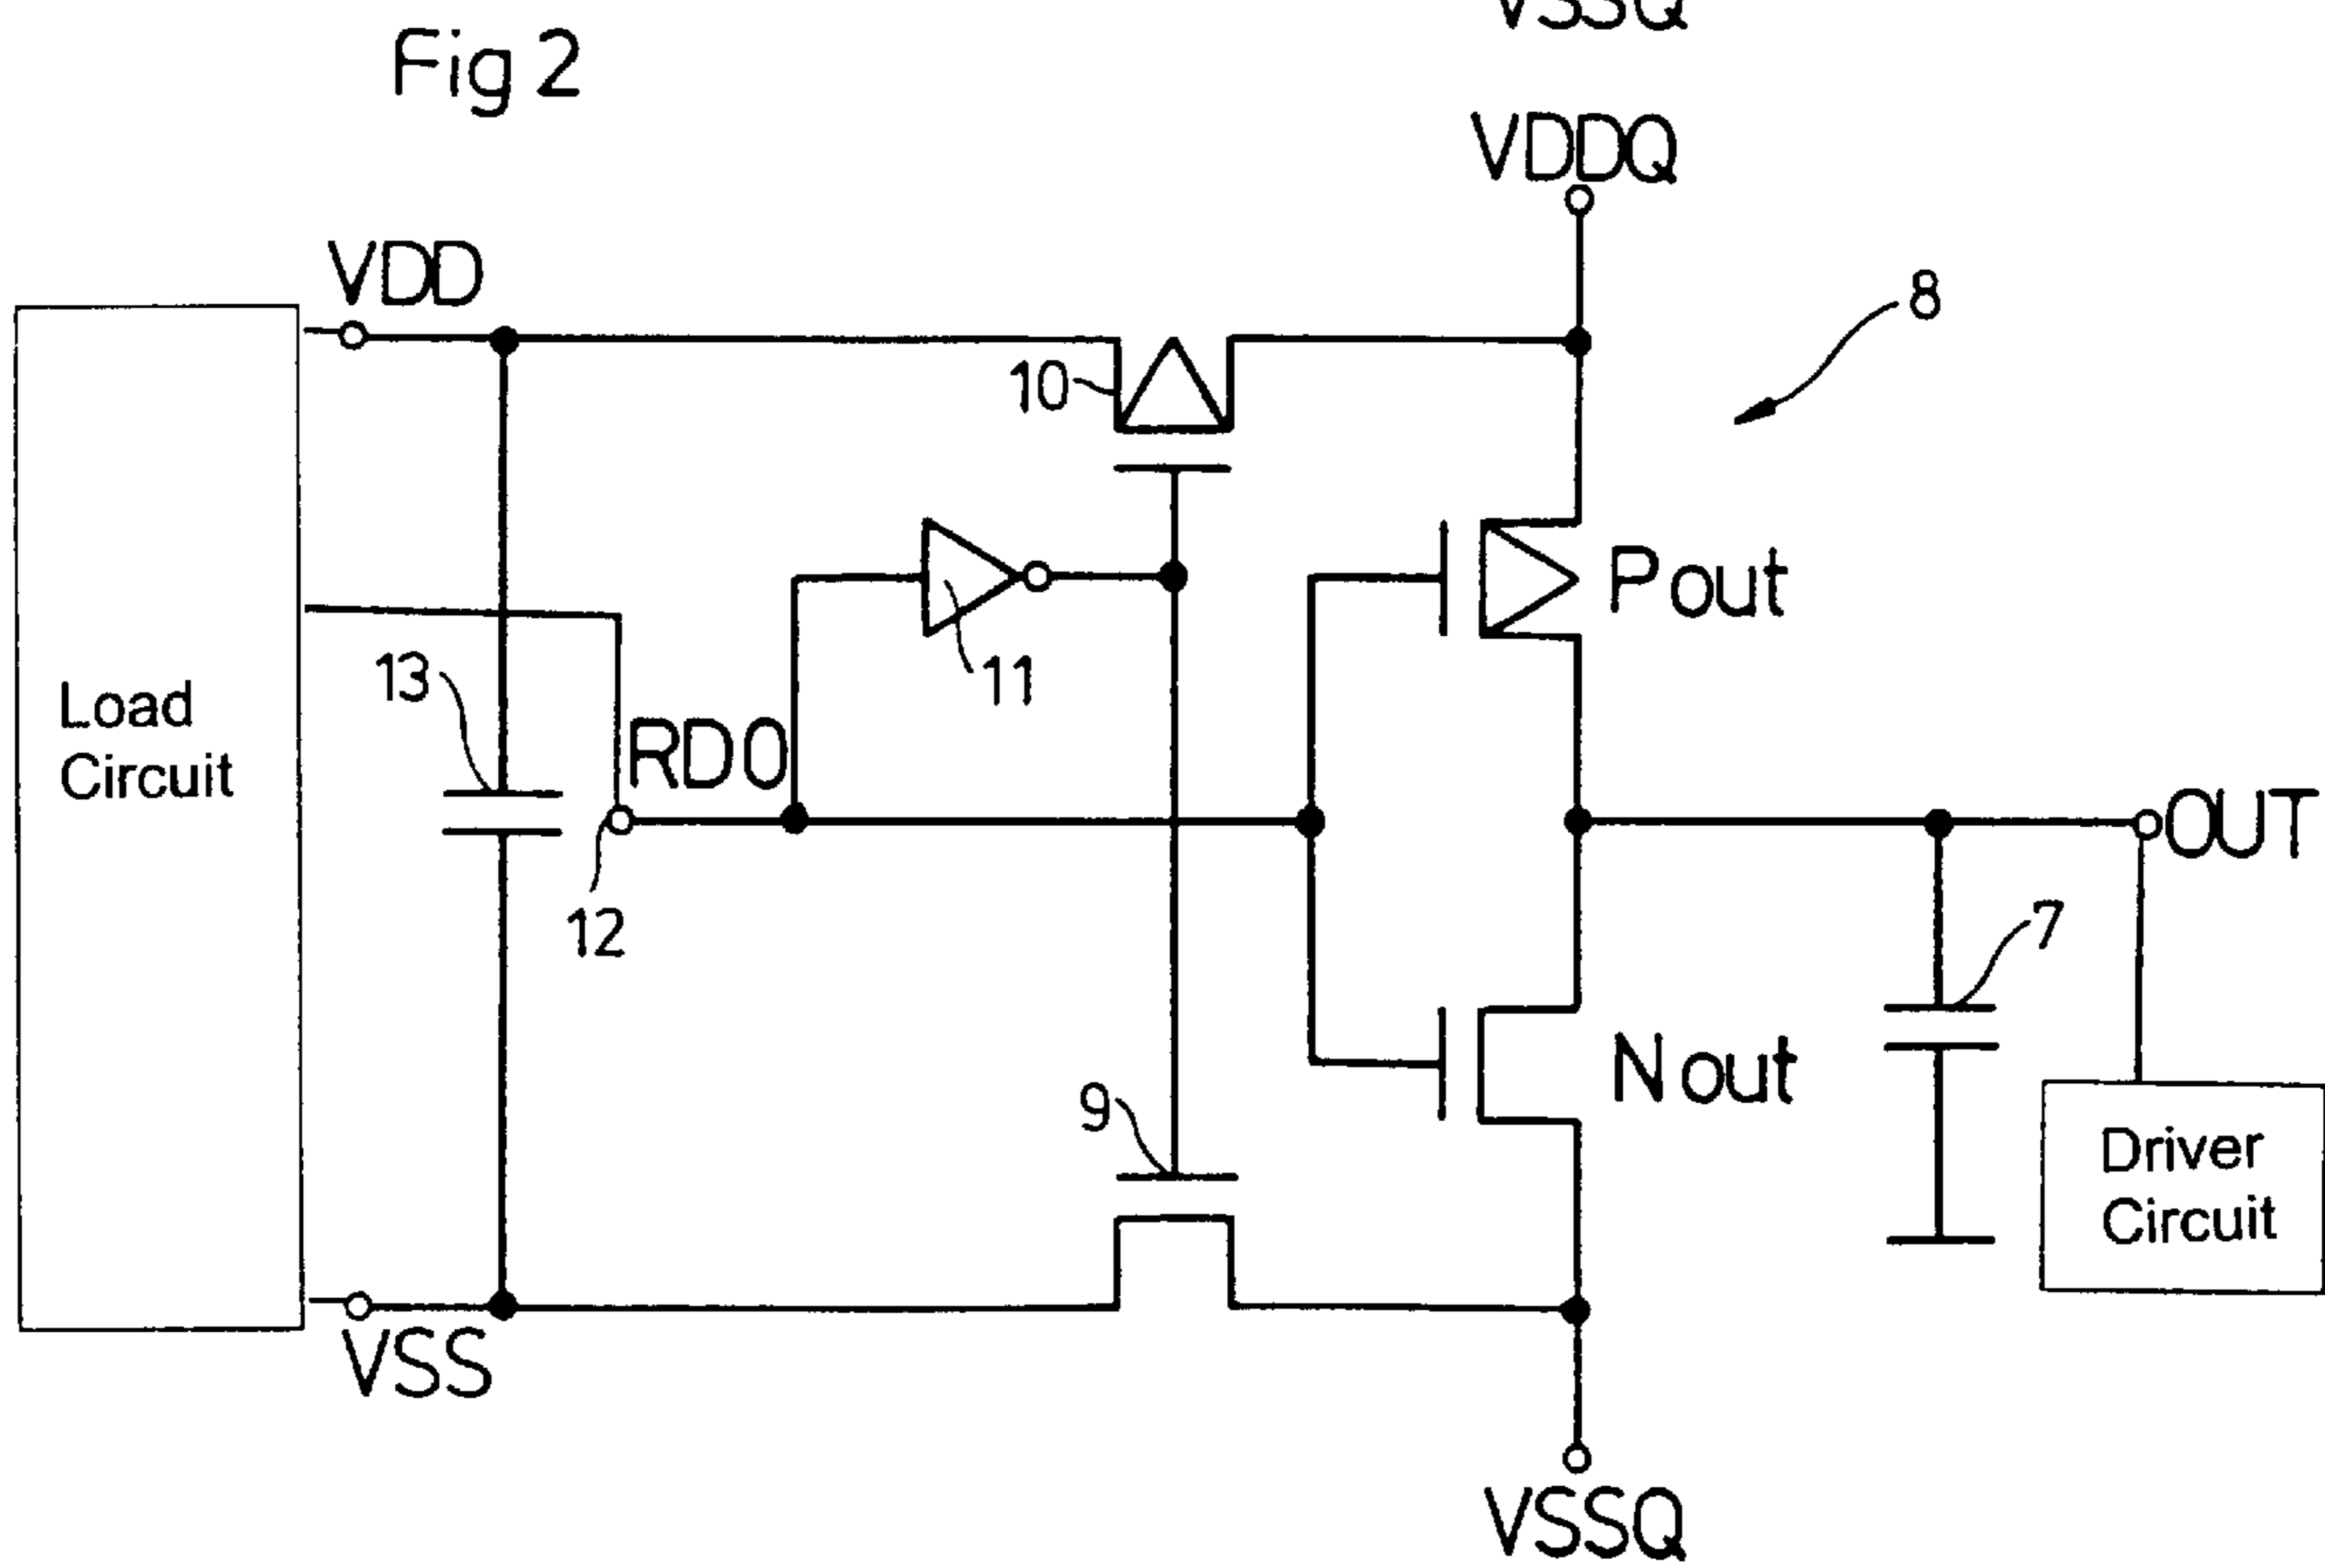 VSSQ
Fig 2
VDDQ
VDD
8
10
Pout
11
13
Load
Circuit
RD0
OUT
12
7
Nout
9
Driver
Circuit
VSS
VSSQ